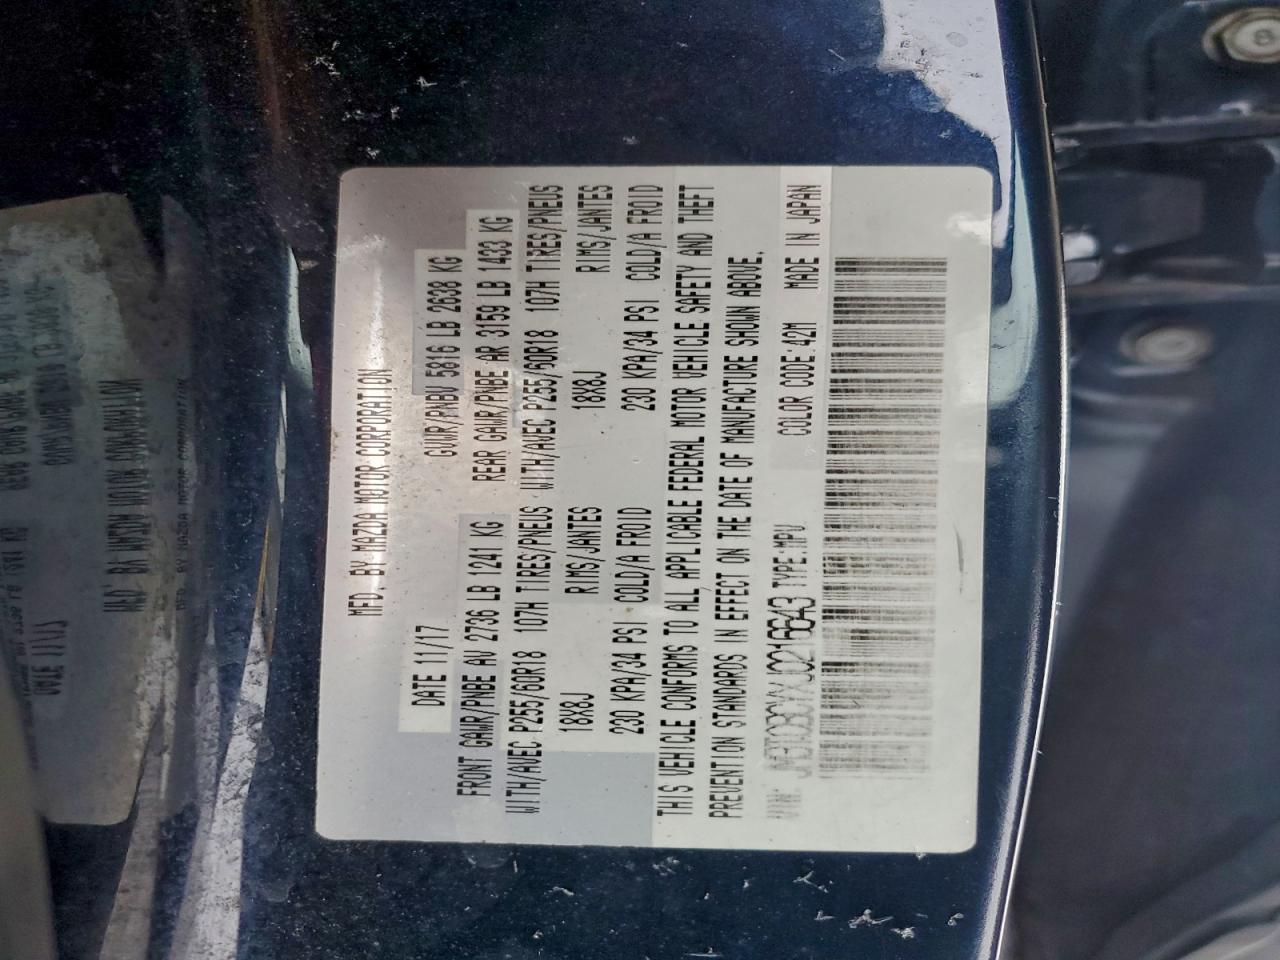 MFD. BY MAZDA MOTOR CORPORATION
DATE 11/17 GVWR/PNBV 5816 LB 2638 KG
FRONT GAWR/PNBE AV 2736 LB 1241 KG REAR GAWR/PNBE AR 3159 LB 1433 KG
WITH/AVEC P255/60R18 107H TIRES/PNEUS WITH/AVEC P255/60R18 107H TIRES/PNEUS
18X8J RIMS/JANTES 18X8J RIMS/JANTES
230 KPA/34 PSI COLD/A FROID 230 KPA/34 PSI COLD/A FROID
THIS VEHICLE CONFORMS TO ALL APPLICABLE FEDERAL MOTOR VEHICLE SAFETY AND THEFT
PREVENTION STANDARDS IN EFFECT ON THE DATE OF MANUFACTURE SHOWN ABOVE.
VIN: TYPE:MPV COLOR CODE:42M MADE IN JAPAN